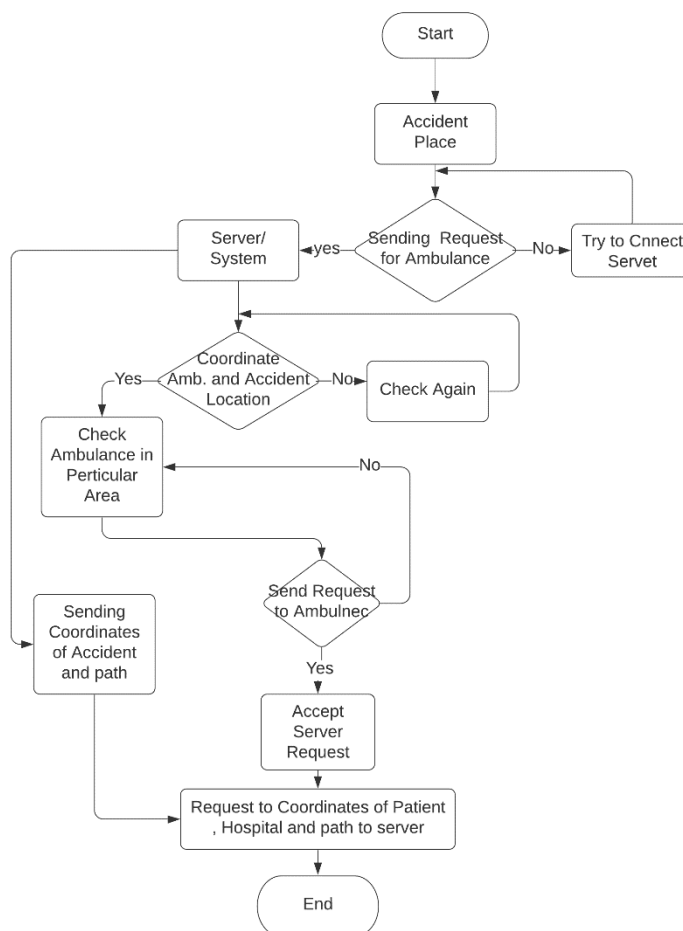 Start
Accident
Place
Sending  Request
for Ambulance
yes
No
Server/
System
Try to Cnnect
Servet
Coordinate
Amb. and Accident
Location
Yes
No
Check Again
Check
Ambulance in
Perticular
Area
No
Send Request
to Ambulnec
Sending
Coordinates
of Accident
and path
Yes
Accept
Server
Request
Request to Coordinates of Patient
, Hospital and path to server
End